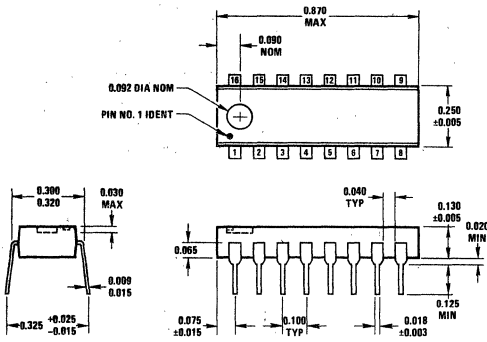 0.870
MAX
0.090
NOM
16 15 14 13 12 11 10 9
0.092 DIA NOM
PIN NO. 1 IDENT
0.250
±0.005
1 2 3 4 5 6 7 8
0.300
0.320
0.030
MAX
0.040
TYP
0.130
±0.005
0.020
MIN
0.065
0.009
0.015
0.125
MIN
0.325 +0.025
-0.015
0.075
±0.015
0.100
TYP
0.018
±0.003